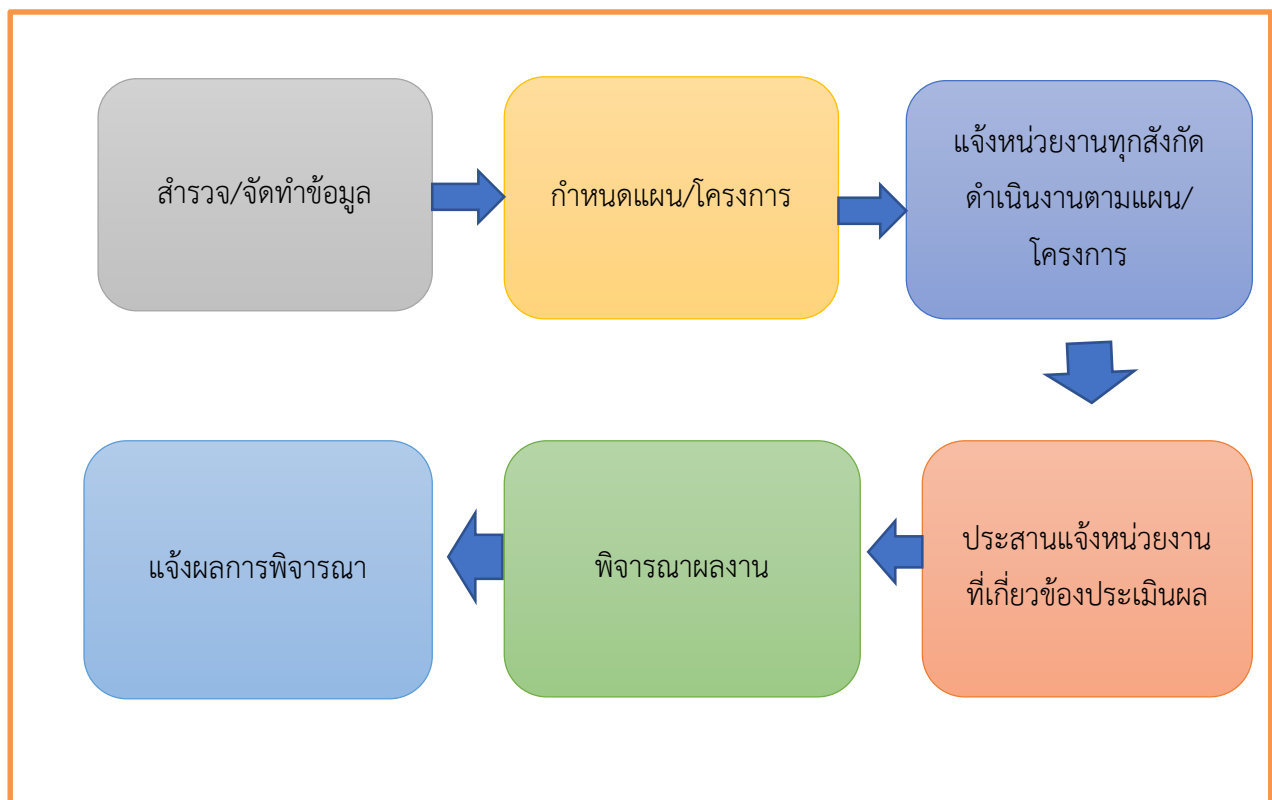 สำรวจ/จัดทำข้อมูล
กำหนดแผน/โครงการ
แจ้งหน่วยงานทุกสังกัด
ดำเนินงานตามแผน/
โครงการ
ประสานแจ้งหน่วยงาน
ที่เกี่ยวข้องประเมินผล
พิจารณาผลงาน
แจ้งผลการพิจารณา